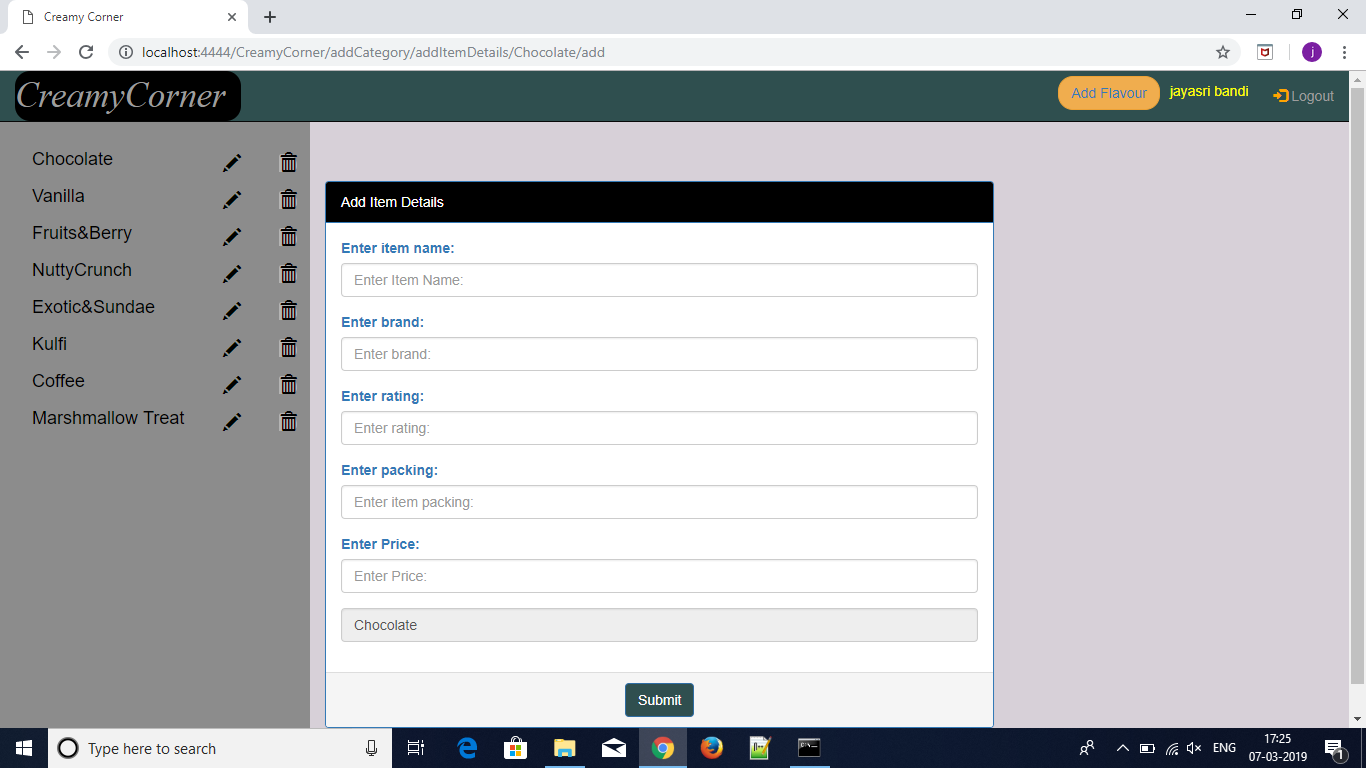 Creamy Corner
localhost:4444/CreamyCorner/addCategory/addItemDetails/Chocolate/add
j
CreamyCorner
Add Flavour
jayasri bandi
Logout
Chocolate
Vanilla
Fruits&Berry
NuttyCrunch
Exotic&Sundae
Kulfi
Coffee
Marshmallow Treat
Add Item Details
Enter item name:
Enter Item Name:
Enter brand:
Enter brand:
Enter rating:
Enter rating:
Enter packing:
Enter item packing:
Enter Price:
Enter Price:
Chocolate
Submit
Type here to search
ENG
17:25
07-03-2019
1